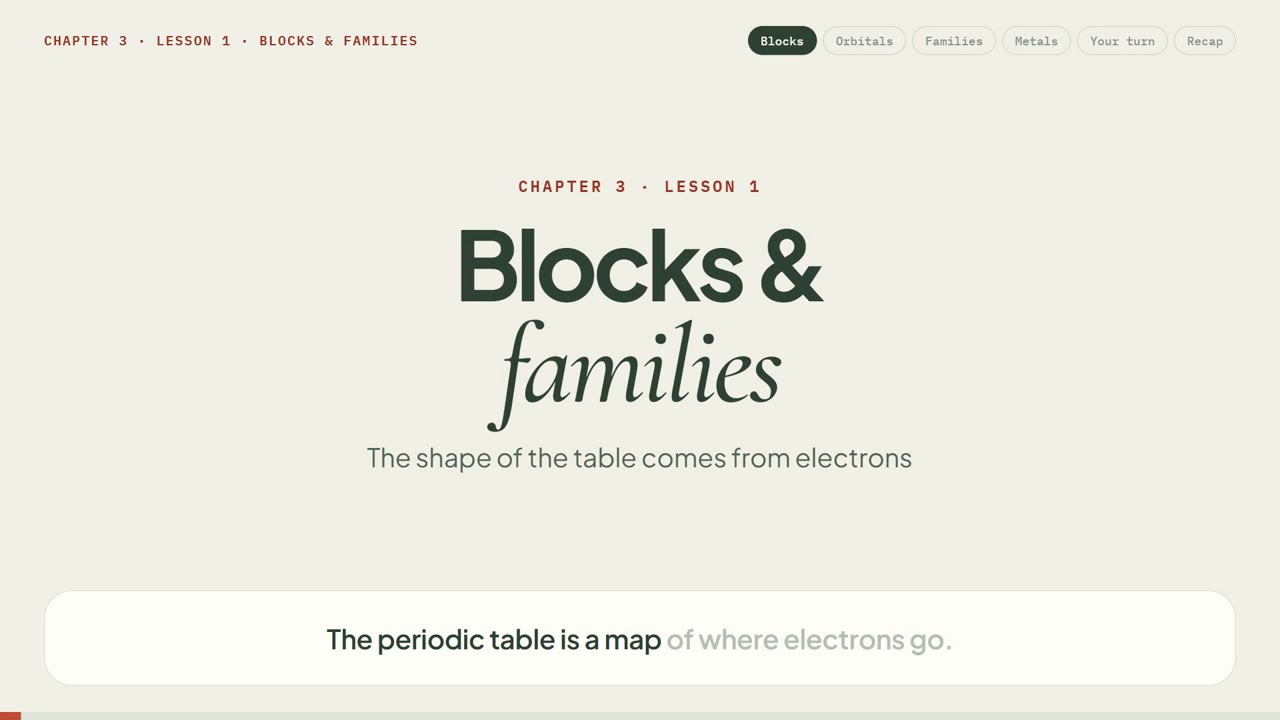 CHAPTER 3 · LESSON 1 · BLOCKS & FAMILIES
Blocks
Orbitals
Families
Metals
Your turn
Recap
CHAPTER 3 · LESSON 1
Blocks &
families
The shape of the table comes from electrons
The periodic table is a map of where electrons go.